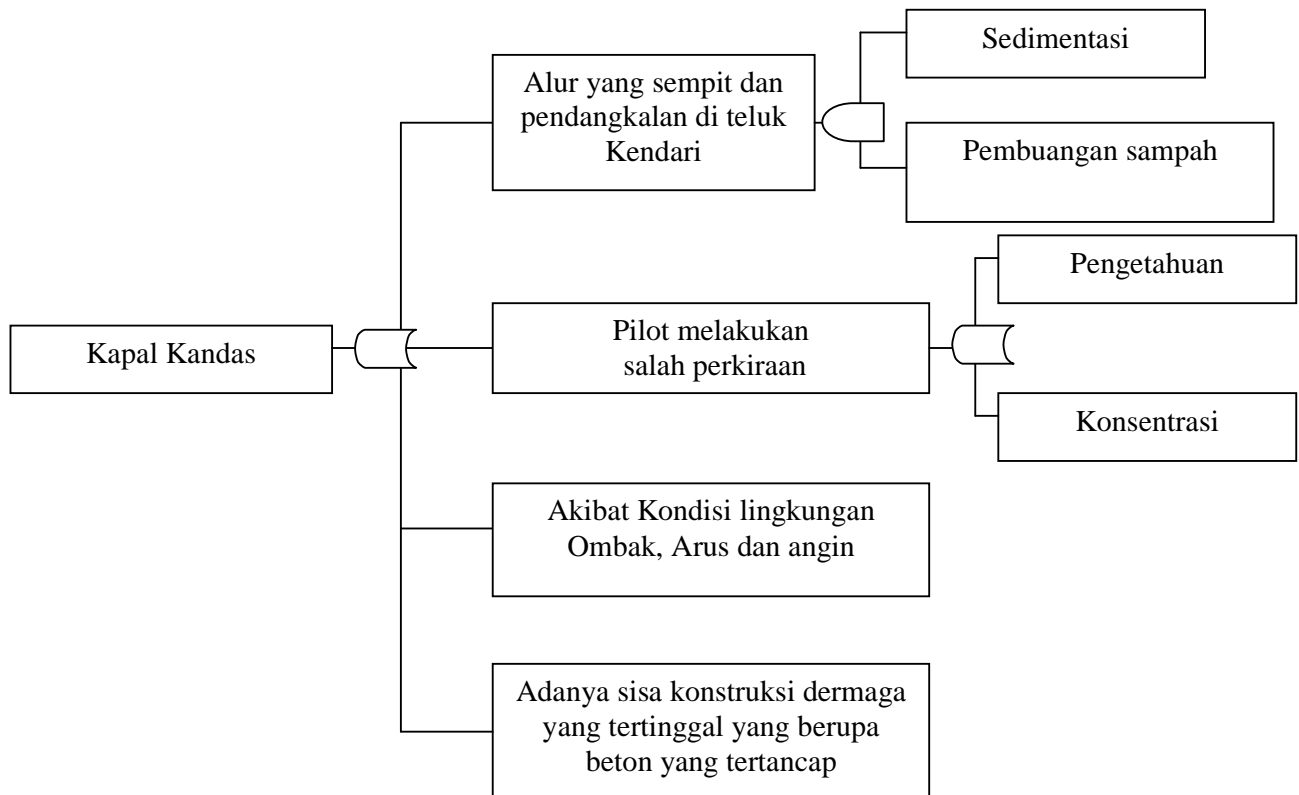 Sedimentasi
Alur yang sempit dan
pendangkalan di teluk
Kendari
Pembuangan sampah
Pengetahuan
Kapal Kandas
Pilot melakukan
salah perkiraan
Konsentrasi
Akibat Kondisi lingkungan
Ombak, Arus dan angin
Adanya sisa konstruksi dermaga
yang tertinggal yang berupa
beton yang tertancap